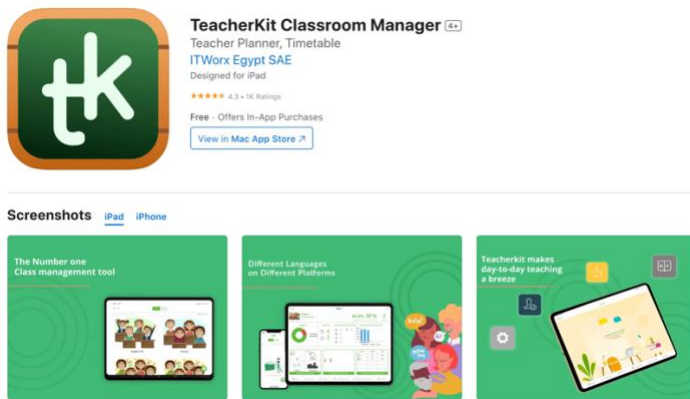 tk
TeacherKit Classroom Manager 4+
Teacher Planner, Timetable
ITWorx Egypt SAE
Designed for iPad
★★★★★ 4.3 • 1K Ratings
Free · Offers In-App Purchases
View in Mac App Store ↗
Screenshots iPad iPhone
The Number one
Class management tool
Different Languages
on Different Platforms
Teacherkit makes
day-to-day teaching
a breeze